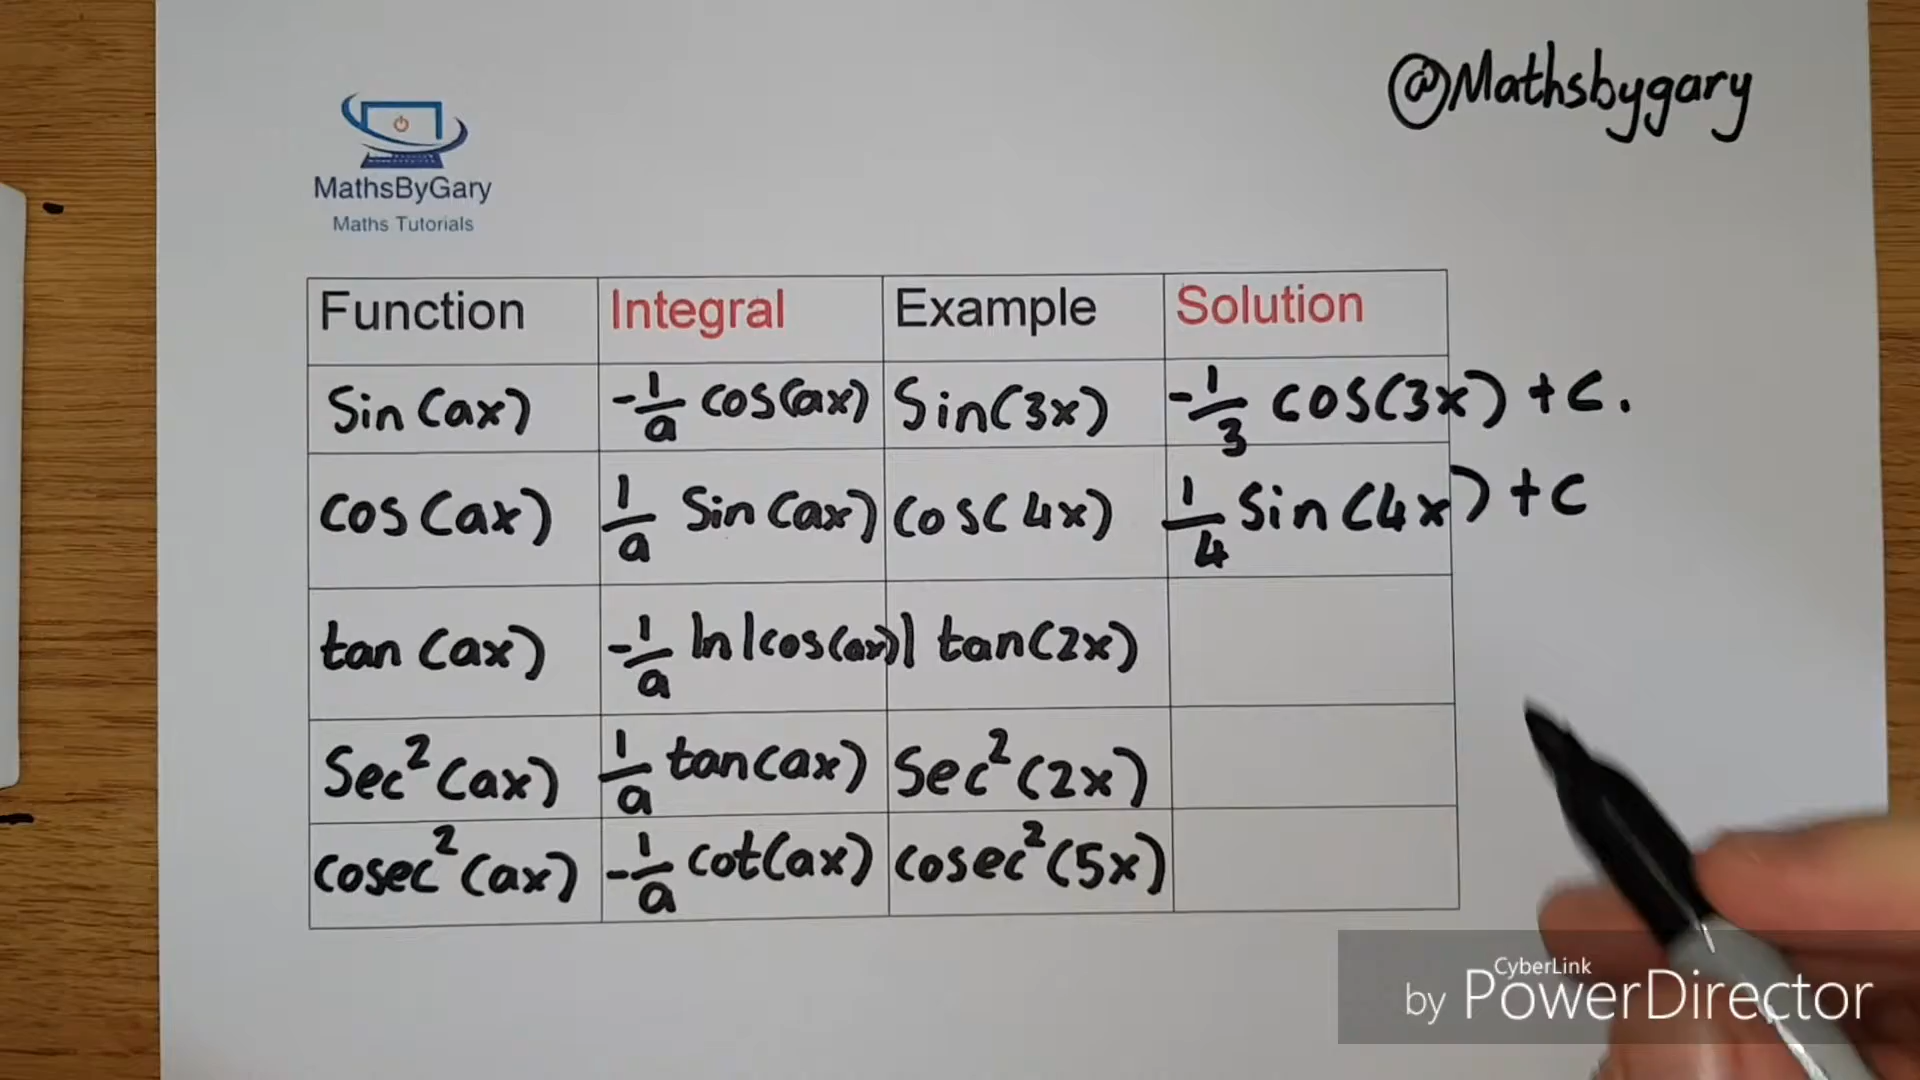 @Mathsbygary
MathsByGary
Maths Tutorials
Function Integral Example Solution
Sin(ax) -1/a cos(ax) Sin(3x) -1/3 cos(3x) + c.
cos(ax) 1/a Sin(ax) cos(4x) 1/4 Sin(4x) + c
tan(ax) -1/a ln|cos(ax)| tan(2x)
Sec²(ax) 1/a tan(ax) Sec²(2x)
cosec²(ax) -1/a cot(ax) cosec²(5x)
CyberLink
by PowerDirector